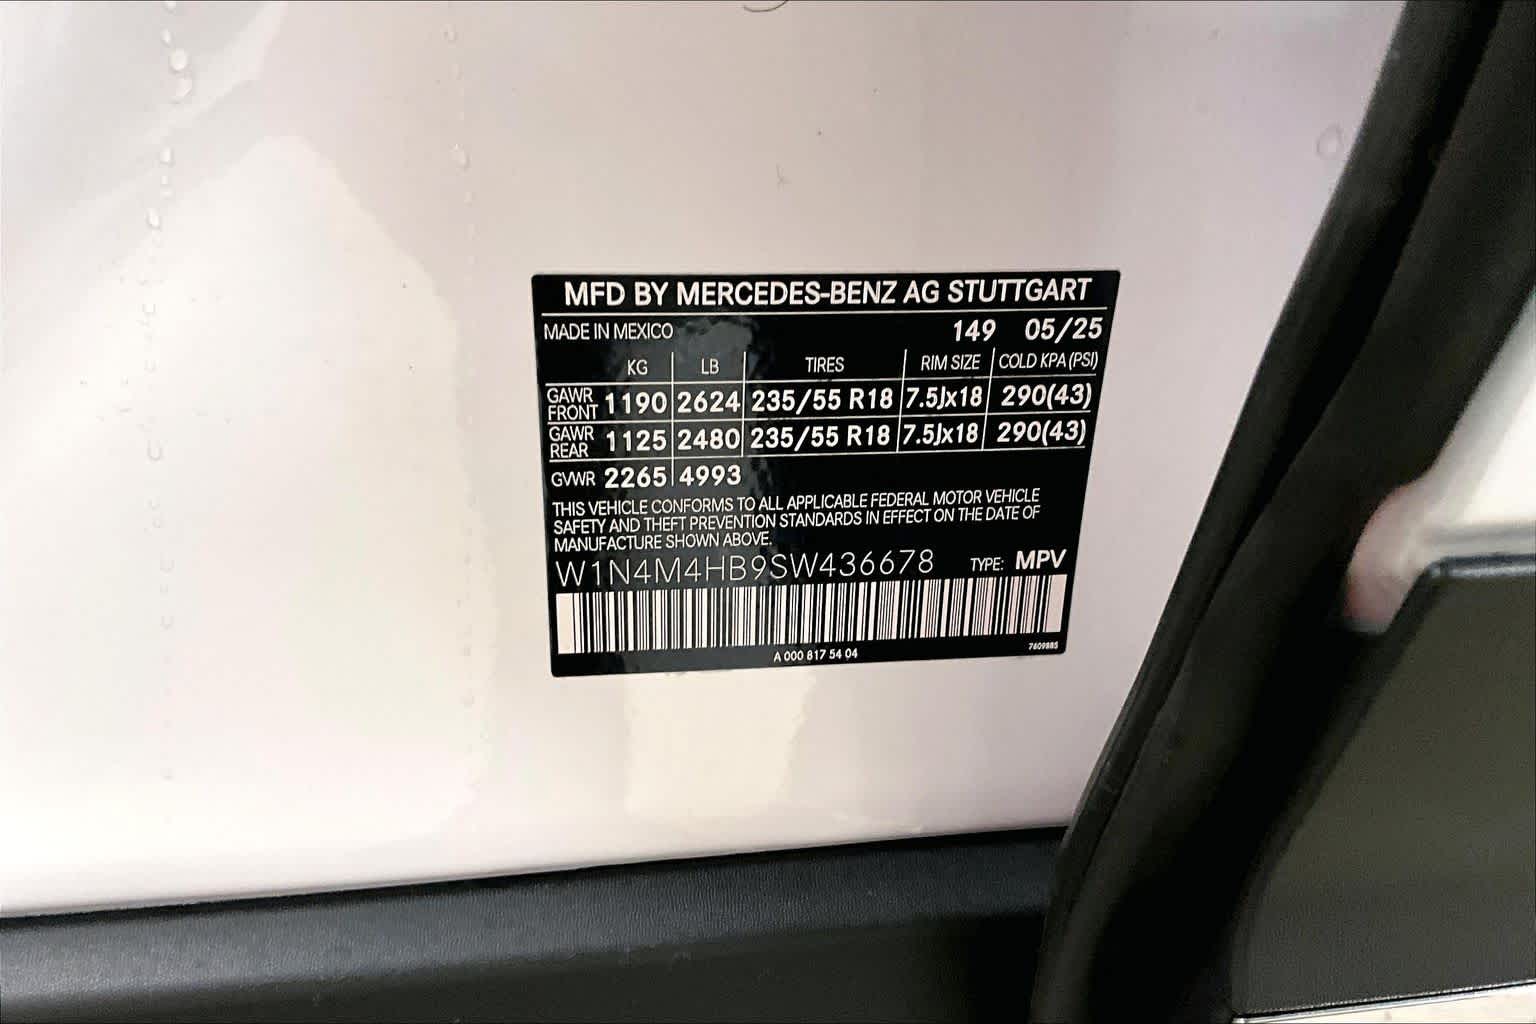 MFD BY MERCEDES-BENZ AG STUTTGART
MADE IN MEXICO 149 05/25
KG LB TIRES RIM SIZE COLD KPA (PSI)
GAWR FRONT 1190 2624 235/55 R18 7.5Jx18 290(43)
GAWR REAR 1125 2480 235/55 R18 7.5Jx18 290(43)
GVWR 2265 4993
THIS VEHICLE CONFORMS TO ALL APPLICABLE FEDERAL MOTOR VEHICLE
SAFETY AND THEFT PREVENTION STANDARDS IN EFFECT ON THE DATE OF
MANUFACTURE SHOWN ABOVE.
W1N4M4HB9SW436678 TYPE: MPV
A 000 817 54 04 7609885